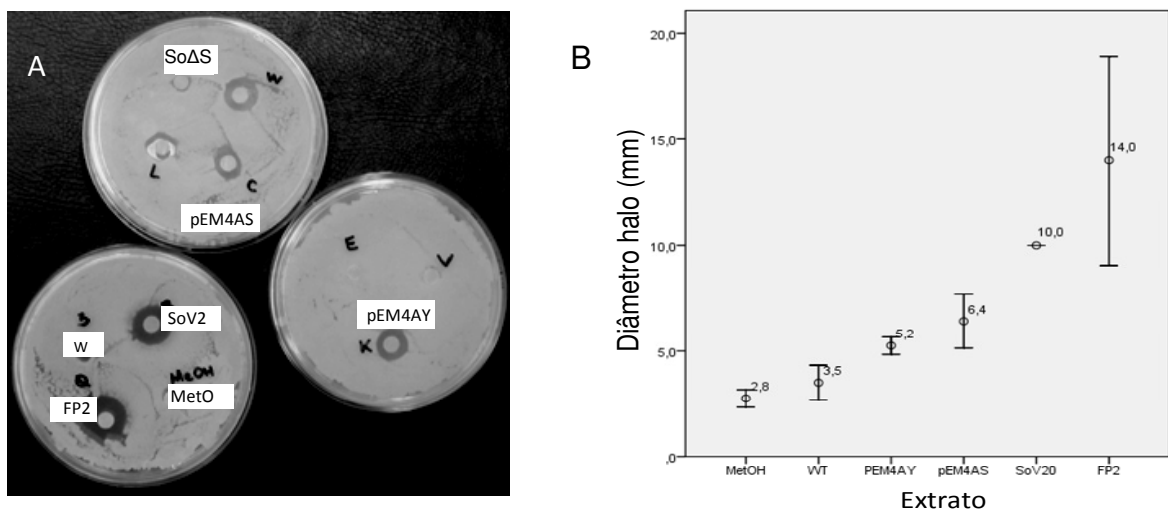 A
SoΔS
W
L
C
pEM4AS
E
V
pEM4AY
K
3
SoV2
W
Q
MeOH
MetO
FP2
B
Diâmetro halo (mm)
20,0
15,0
10,0
5,0
,0
2,8
3,5
5,2
6,4
10,0
14,0
MetOH
WT
PEM4AY
pEM4AS
SoV20
FP2
Extrato